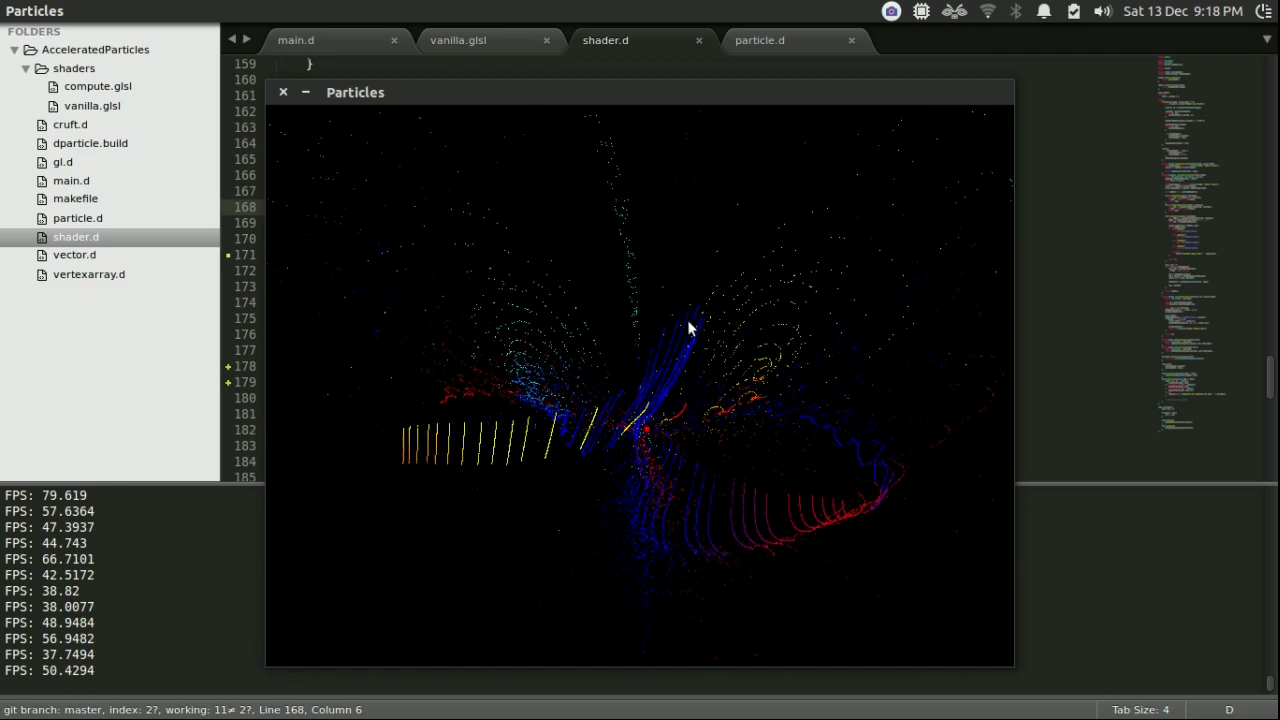 Particles
Sat 13 Dec 9:18 PM
FOLDERS
AcceleratedParticles
shaders
compute.glsl
vanilla.glsl
cruft.d
dparticle.build
gl.d
main.d
makefile
particle.d
shader.d
vector.d
vertexarray.d
main.d
vanilla.glsl
shader.d
particle.d
159 }
160
161
162
163
164
165
166
167
168
169
170
171
172
173
174
175
176
177
178
179
180
181
182
183
184
185
Particles
FPS: 79.619
FPS: 57.6364
FPS: 47.3937
FPS: 44.743
FPS: 66.7101
FPS: 42.5172
FPS: 38.82
FPS: 38.0077
FPS: 48.9484
FPS: 56.9482
FPS: 37.7494
FPS: 50.4294
git branch: master, index: 2?, working: 11≠ 2?, Line 168, Column 6
Tab Size: 4
D